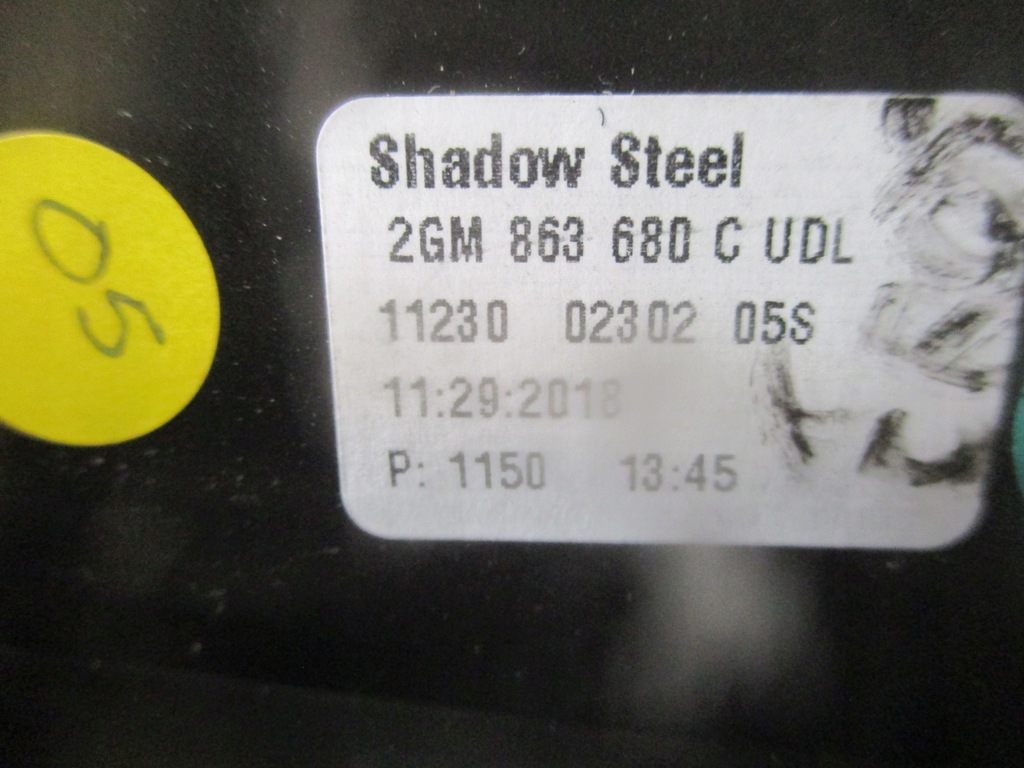 05
Shadow Steel
2GM 863 680 C UDL
11230 02302 05S
11:29:2018
P: 1150 13:45